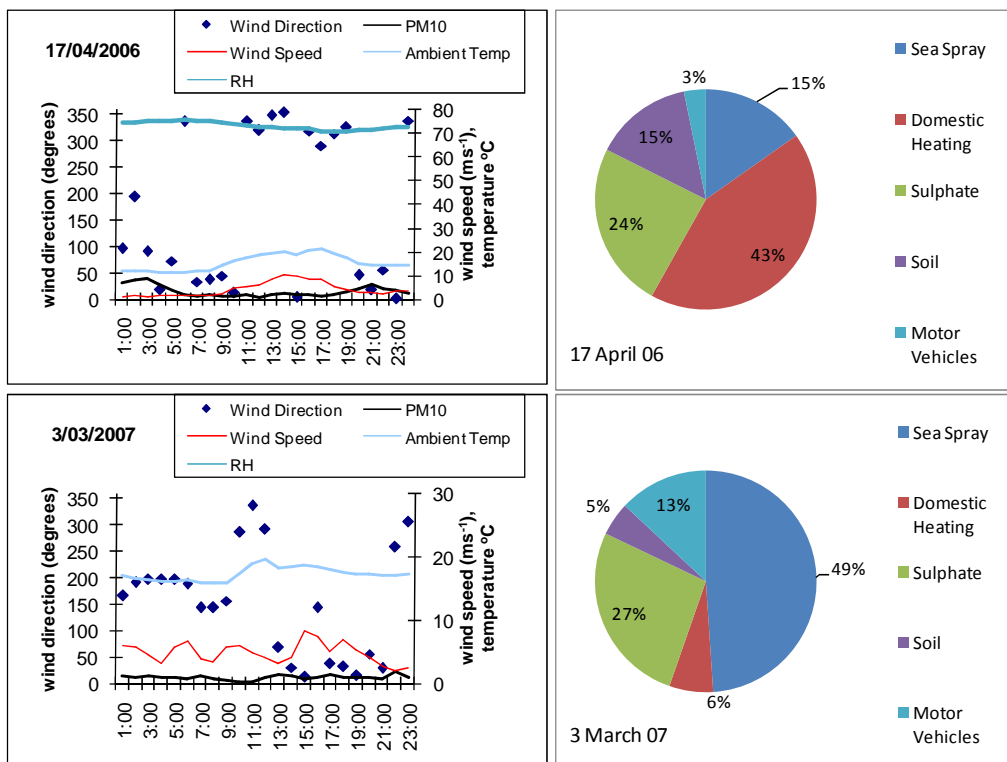 17/04/2006
Wind Direction
PM10
Wind Speed
Ambient Temp
RH
wind direction (degrees)
350
300
250
200
150
100
50
0
80
70
60
50
40
30
20
10
0
wind speed (ms⁻¹),
temperature ºC
1:00
3:00
5:00
7:00
9:00
11:00
13:00
15:00
17:00
19:00
21:00
23:00
3%
15%
15%
24%
43%
Sea Spray
Domestic
Heating
Sulphate
Soil
Motor
Vehicles
17 April 06
3/03/2007
Wind Direction
PM10
Wind Speed
Ambient Temp
RH
wind direction (degrees)
350
300
250
200
150
100
50
0
30
20
10
0
wind speed (ms⁻¹),
temperature ºC
1:00
3:00
5:00
7:00
9:00
11:00
13:00
15:00
17:00
19:00
21:00
23:00
5%
13%
27%
49%
6%
Sea Spray
Domestic
Heating
Sulphate
Soil
Motor
Vehicles
3 March 07